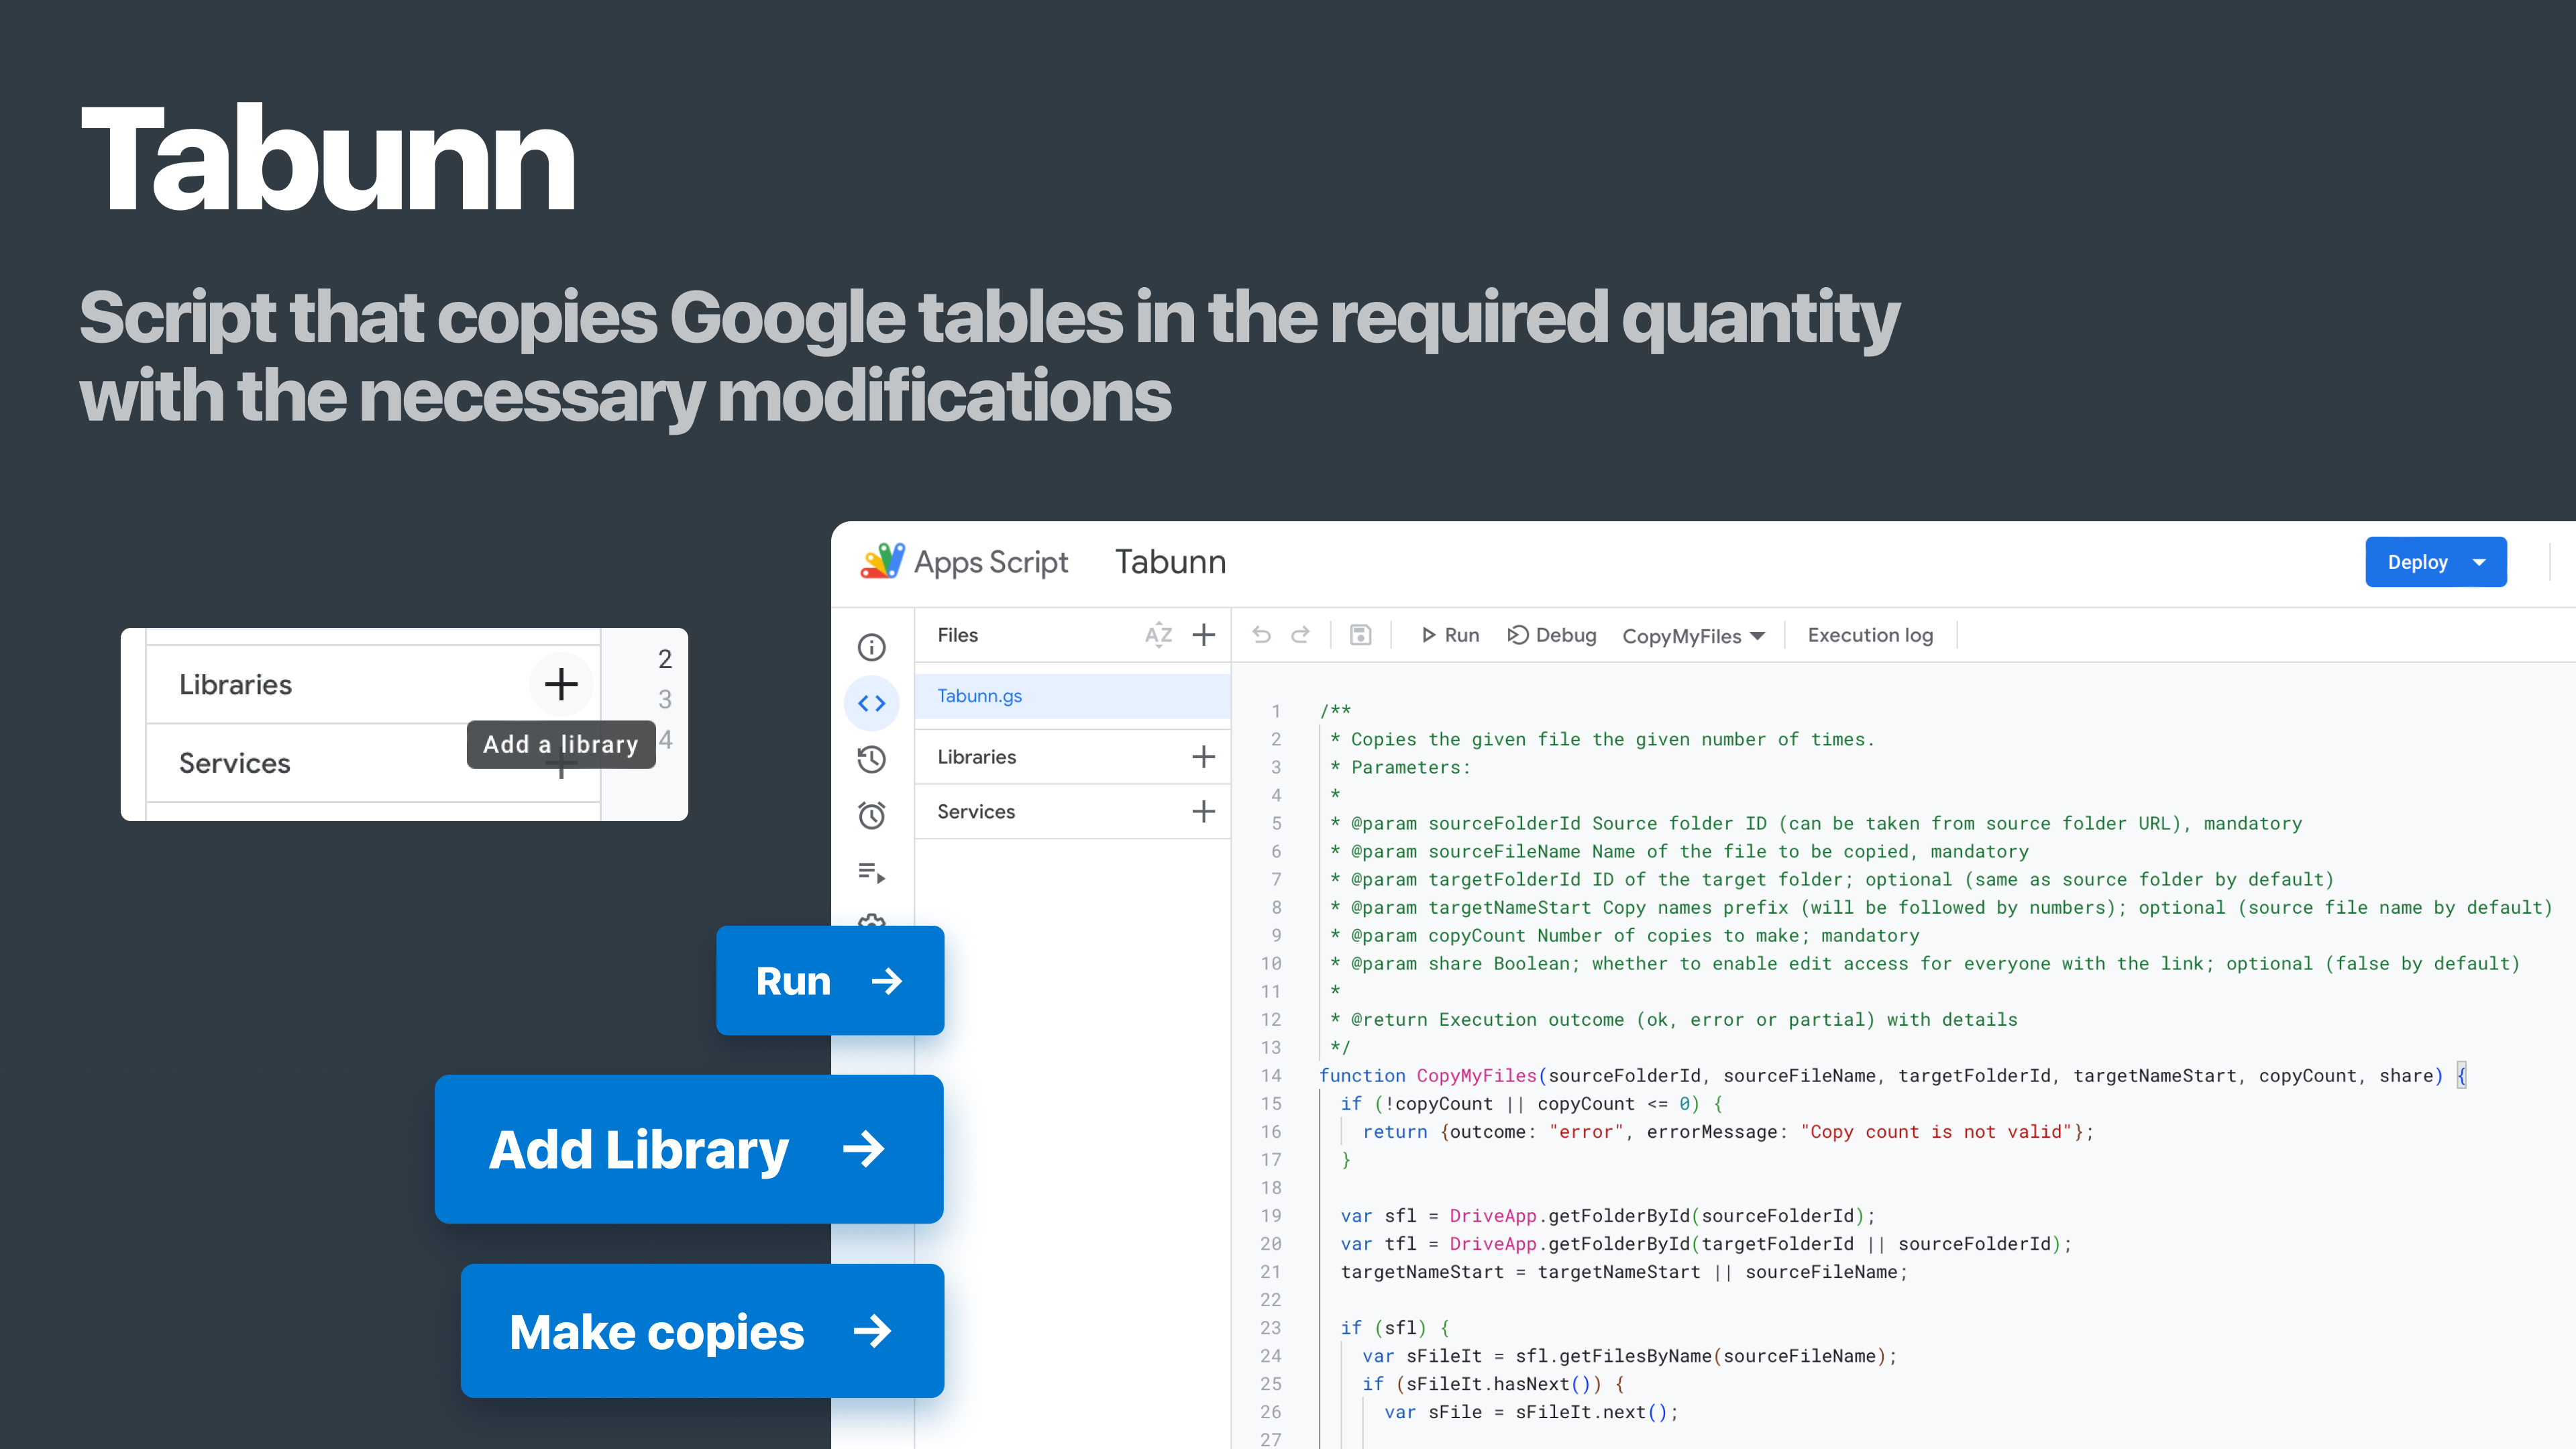 Tabunn
Script that copies Google tables in the required quantity
with the necessary modifications
Libraries
Add a library
Services
2
3
4
Run →
Add Library →
Make copies →
Apps Script
Tabunn
Deploy
Files
AZ
Run
Debug
CopyMyFiles
Execution log
Tabunn.gs
Libraries
Services
1 /**
2 * Copies the given file the given number of times.
3 * Parameters:
4 *
5 * @param sourceFolderId Source folder ID (can be taken from source folder URL), mandatory
6 * @param sourceFileName Name of the file to be copied, mandatory
7 * @param targetFolderId ID of the target folder; optional (same as source folder by default)
8 * @param targetNameStart Copy names prefix (will be followed by numbers); optional (source file name by default)
9 * @param copyCount Number of copies to make; mandatory
10 * @param share Boolean; whether to enable edit access for everyone with the link; optional (false by default)
11 *
12 * @return Execution outcome (ok, error or partial) with details
13 */
14 function CopyMyFiles(sourceFolderId, sourceFileName, targetFolderId, targetNameStart, copyCount, share) {
15 if (!copyCount || copyCount <= 0) {
16 return {outcome: "error", errorMessage: "Copy count is not valid"};
17 }
18
19 var sfl = DriveApp.getFolderById(sourceFolderId);
20 var tfl = DriveApp.getFolderById(targetFolderId || sourceFolderId);
21 targetNameStart = targetNameStart || sourceFileName;
22
23 if (sfl) {
24 var sFileIt = sfl.getFilesByName(sourceFileName);
25 if (sFileIt.hasNext()) {
26 var sFile = sFileIt.next();
27